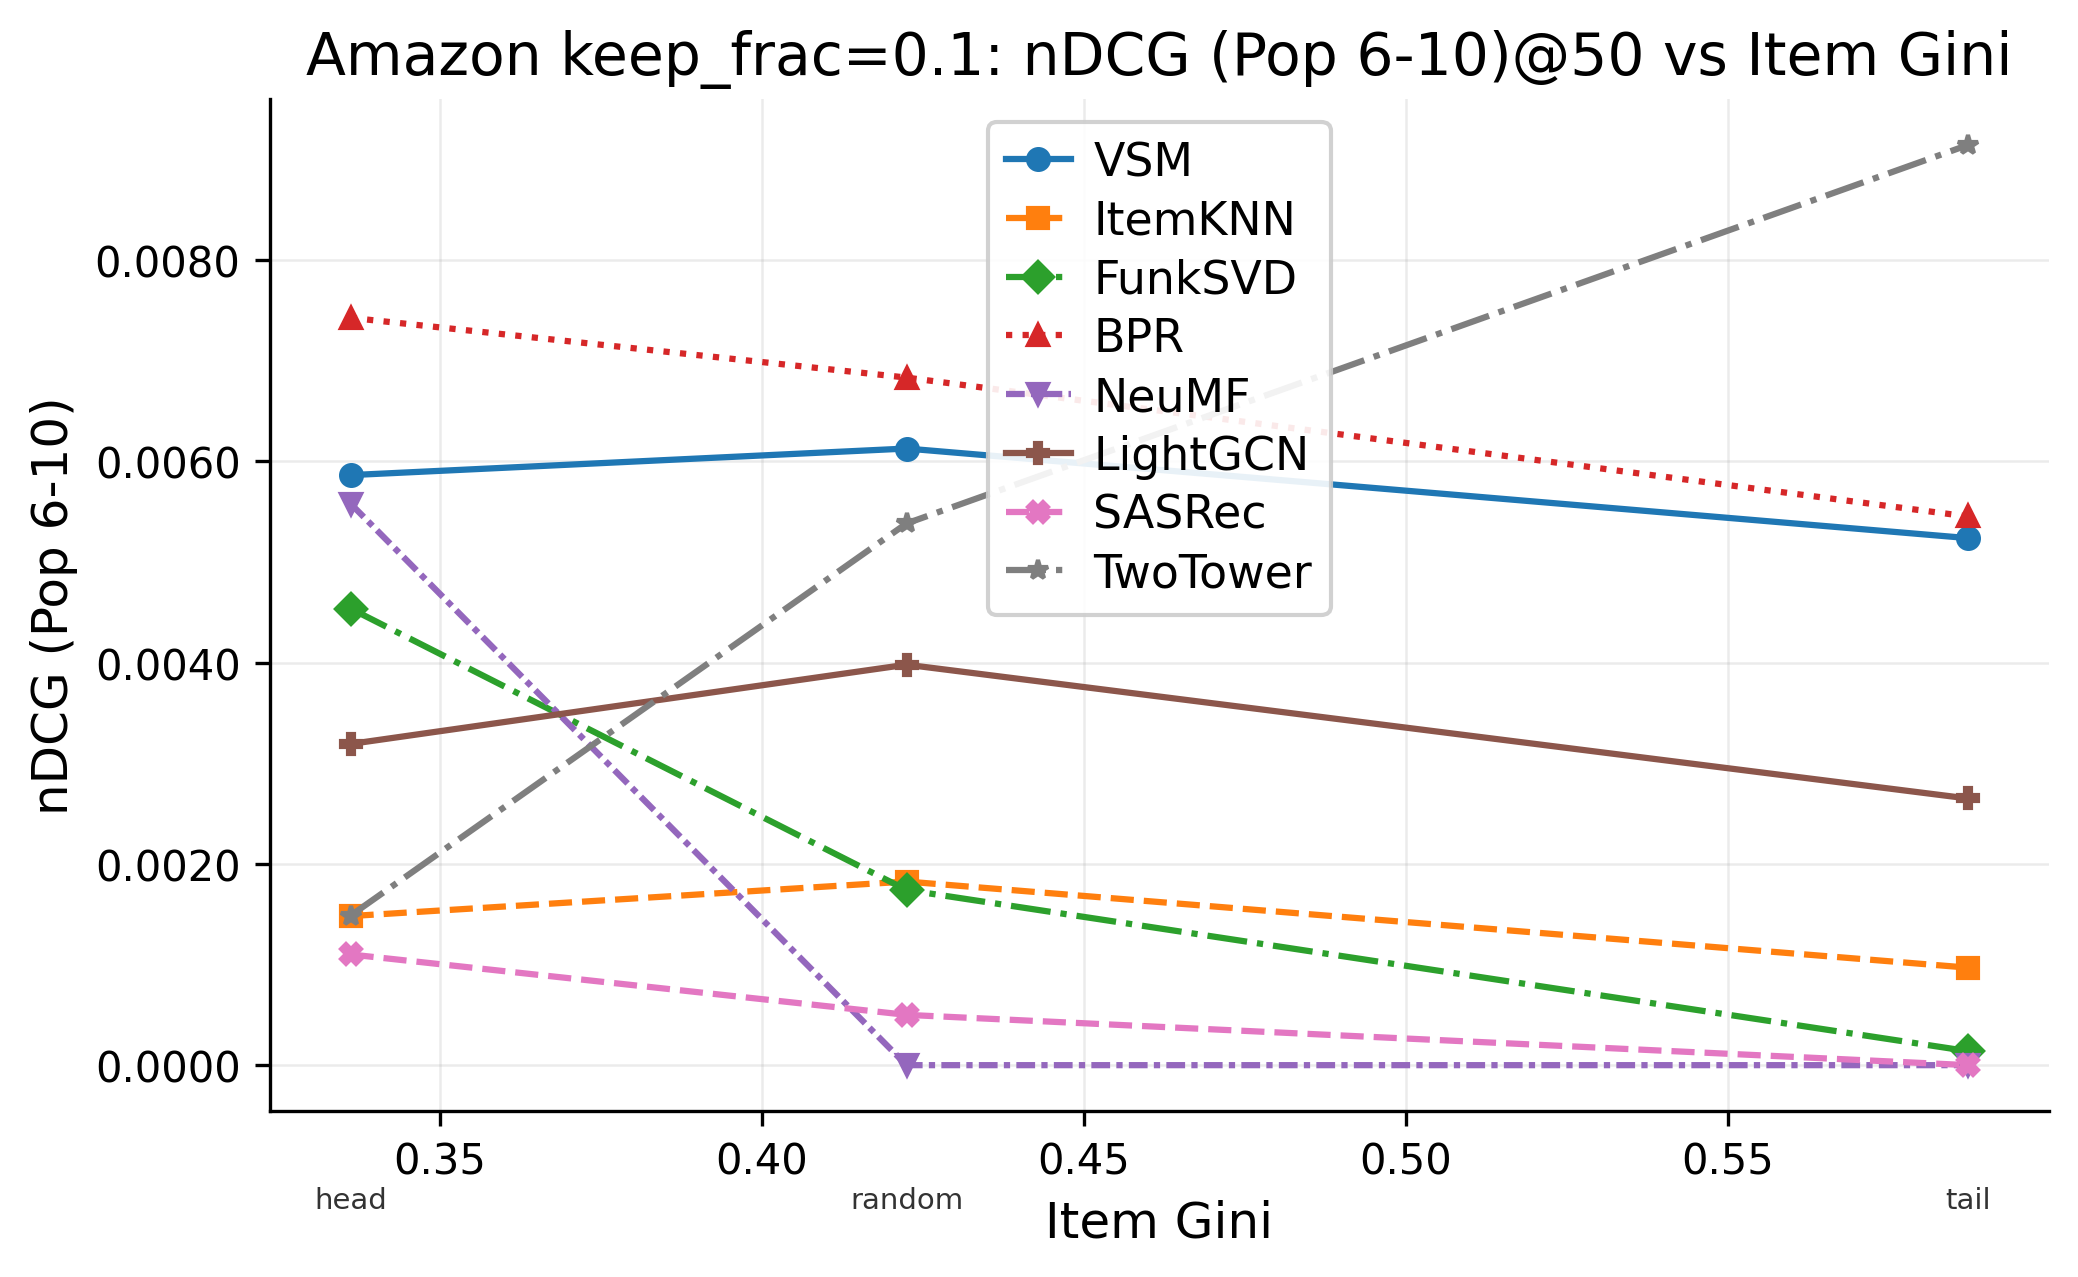 Amazon keep_frac=0.1: nDCG (Pop 6-10)@50 vs Item Gini
VSM
ItemKNN
FunkSVD
BPR
NeuMF
LightGCN
SASRec
TwoTower
nDCG (Pop 6-10)
0.0080
0.0060
0.0040
0.0020
0.0000
0.35 0.40 0.45 0.50 0.55
head random tail
Item Gini